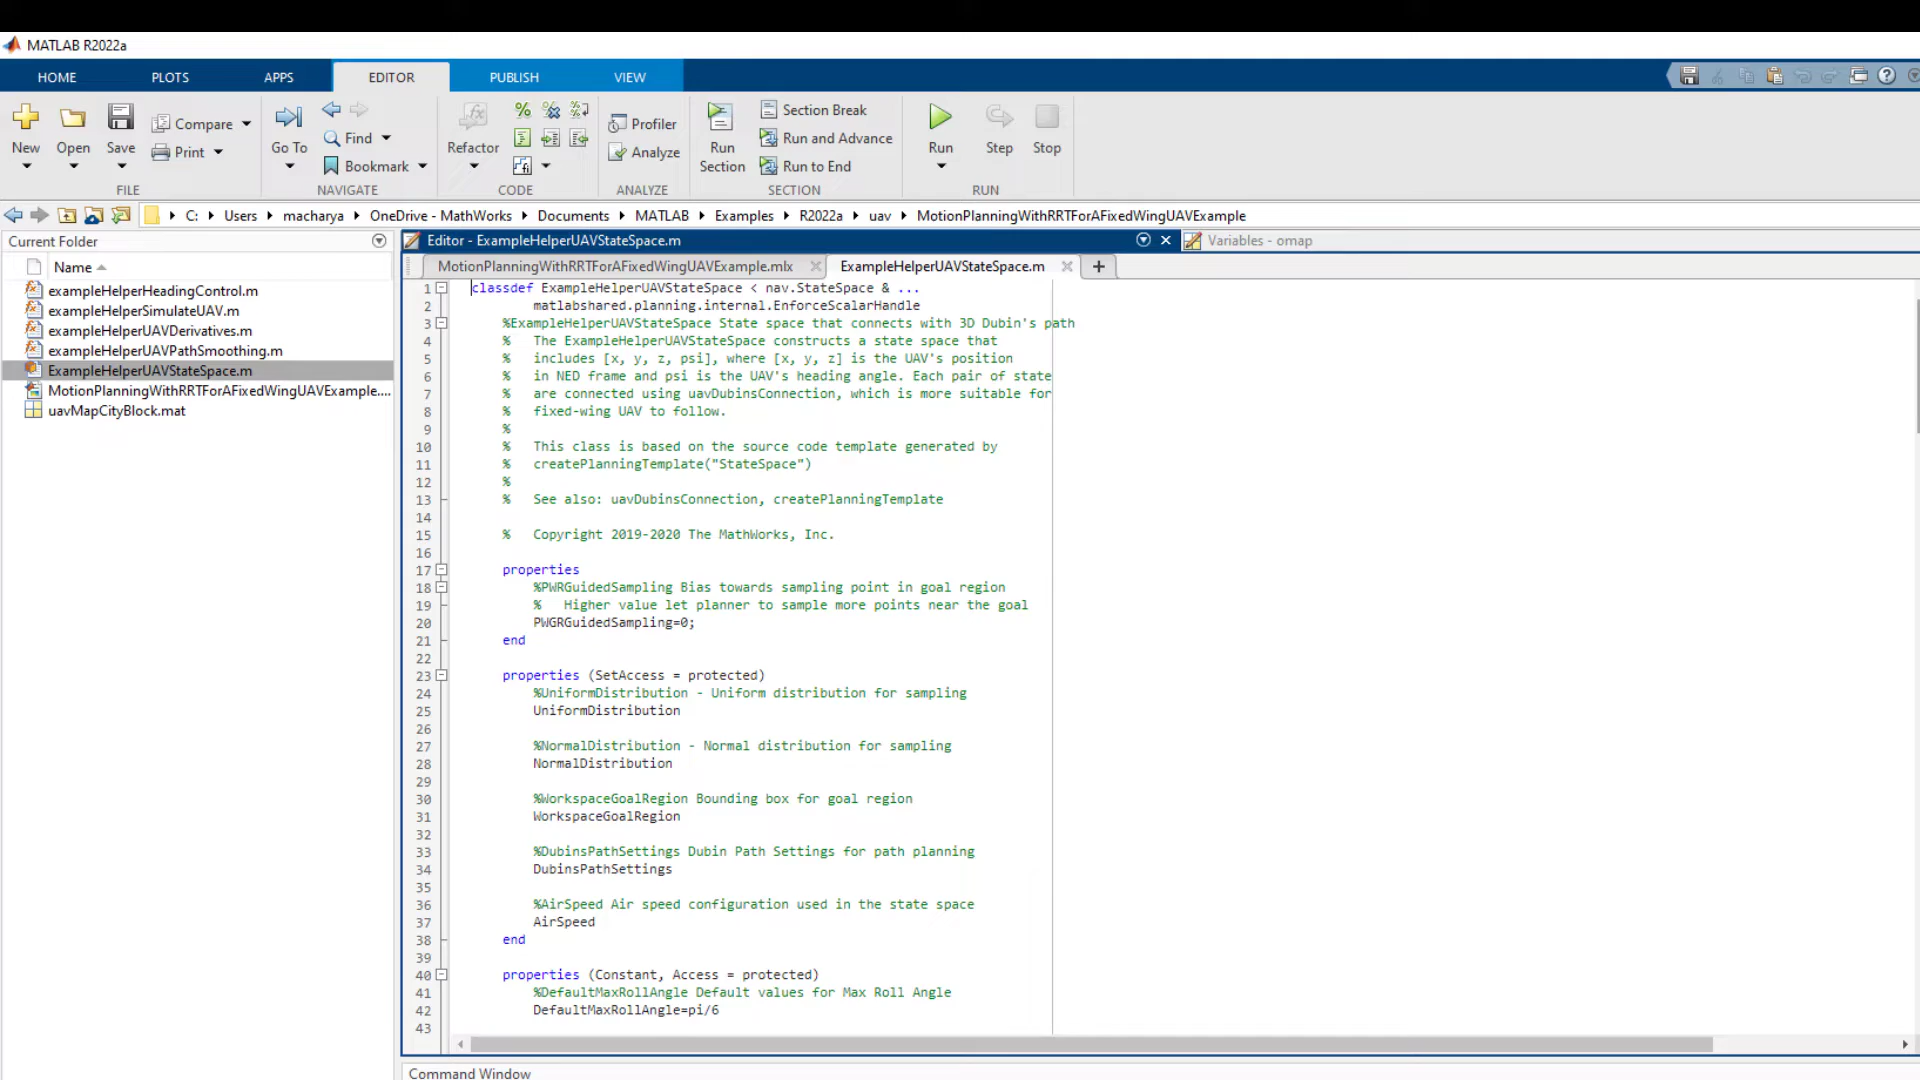 MATLAB R2022a
HOME PLOTS APPS EDITOR PUBLISH VIEW
New
Open
Save
Compare
Print
FILE
Go To
Find
Bookmark
NAVIGATE
Refactor
CODE
Profiler
Analyze
ANALYZE
Run Section
Section Break
Run and Advance
Run to End
SECTION
Run
Step
Stop
RUN
C: Users macharya OneDrive - MathWorks Documents MATLAB Examples R2022a uav MotionPlanningWithRRTForAFixedWingUAVExample
Current Folder
Name
exampleHelperHeadingControl.m
exampleHelperSimulateUAV.m
exampleHelperUAVDerivatives.m
exampleHelperUAVPathSmoothing.m
ExampleHelperUAVStateSpace.m
MotionPlanningWithRRTForAFixedWingUAVExample....
uavMapCityBlock.mat
Editor - ExampleHelperUAVStateSpace.m
Variables - omap
MotionPlanningWithRRTForAFixedWingUAVExample.mlx ExampleHelperUAVStateSpace.m
1 classdef ExampleHelperUAVStateSpace < nav.StateSpace & ...
2 matlabshared.planning.internal.EnforceScalarHandle
3 %ExampleHelperUAVStateSpace State space that connects with 3D Dubin's path
4 % The ExampleHelperUAVStateSpace constructs a state space that
5 % includes [x, y, z, psi], where [x, y, z] is the UAV's position
6 % in NED frame and psi is the UAV's heading angle. Each pair of state
7 % are connected using uavDubinsConnection, which is more suitable for
8 % fixed-wing UAV to follow.
9 %
10 % This class is based on the source code template generated by
11 % createPlanningTemplate("StateSpace")
12 %
13 % See also: uavDubinsConnection, createPlanningTemplate
14
15 % Copyright 2019-2020 The MathWorks, Inc.
16
17 properties
18 %PWRGuidedSampling Bias towards sampling point in goal region
19 % Higher value let planner to sample more points near the goal
20 PWGRGuidedSampling=0;
21 end
22
23 properties (SetAccess = protected)
24 %UniformDistribution - Uniform distribution for sampling
25 UniformDistribution
26
27 %NormalDistribution - Normal distribution for sampling
28 NormalDistribution
29
30 %WorkspaceGoalRegion Bounding box for goal region
31 WorkspaceGoalRegion
32
33 %DubinsPathSettings Dubin Path Settings for path planning
34 DubinsPathSettings
35
36 %AirSpeed Air speed configuration used in the state space
37 AirSpeed
38 end
39
40 properties (Constant, Access = protected)
41 %DefaultMaxRollAngle Default values for Max Roll Angle
42 DefaultMaxRollAngle=pi/6
43
Command Window